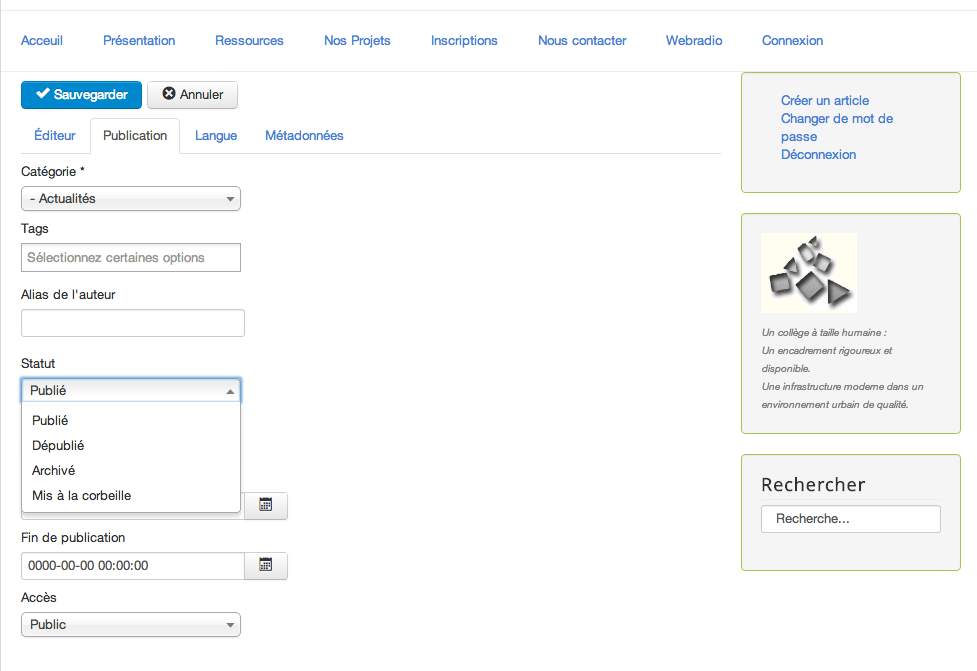 Acceuil Présentation Ressources Nos Projets Inscriptions Nous contacter Webradio Connexion
Sauvegarder Annuler
Éditeur Publication Langue Métadonnées
Catégorie *
- Actualités
Tags
Sélectionnez certaines options
Alias de l'auteur
Statut
Publié
Publié
Dépublié
Archivé
Mis à la corbeille
Fin de publication
0000-00-00 00:00:00
Accès
Public
Créer un article
Changer de mot de
passe
Déconnexion
Un collège à taille humaine :
Un encadrement rigoureux et
disponible.
Une infrastructure moderne dans un
environnement urbain de qualité.
Rechercher
Recherche...